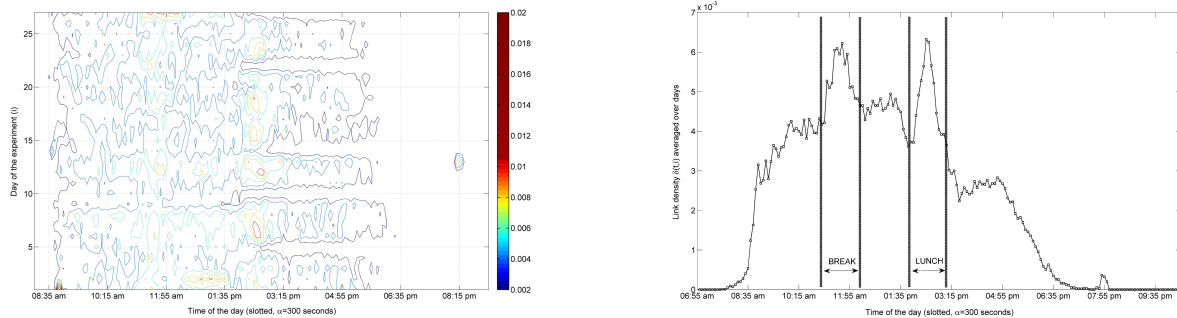 25
20
15
10
5
08:35 am 10:15 am 11:55 am 01:35 pm 03:15 pm 04:55 pm 06:35 pm 08:15 pm
Day of the experiment (i)
Time of the day (slotted, α=300 seconds)
0.02
0.018
0.016
0.014
0.012
0.01
0.008
0.006
0.004
0.002
7 x 10⁻³
6
5
4
3
2
1
0
06:55 am 08:35 am 10:15 am 11:55 am 01:35 pm 03:15 pm 04:55 pm 06:35 pm 07:55 pm 09:35 pm
Link density δ(t,i) averaged over days
BREAK
LUNCH
Time of the day (slotted, α=300 seconds)